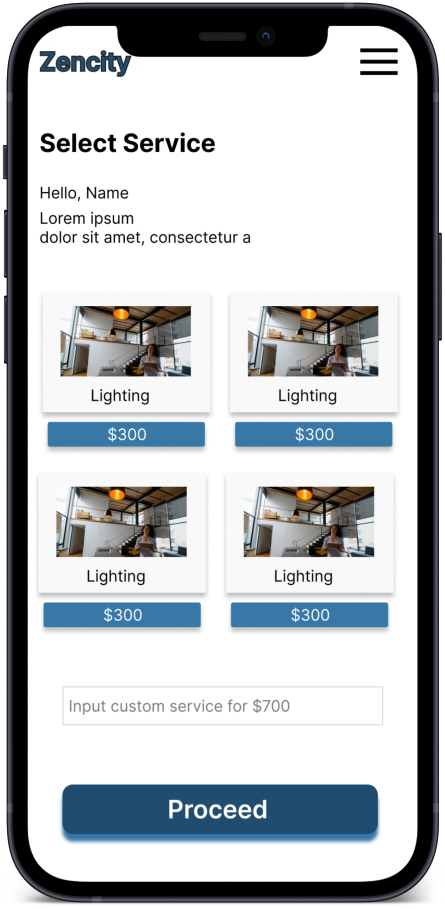 Zencity
Select Service
Hello, Name
Lorem ipsum
dolor sit amet, consectetur a
Lighting
Lighting
$300
$300
Lighting
Lighting
$300
$300
Input custom service for $700
Proceed